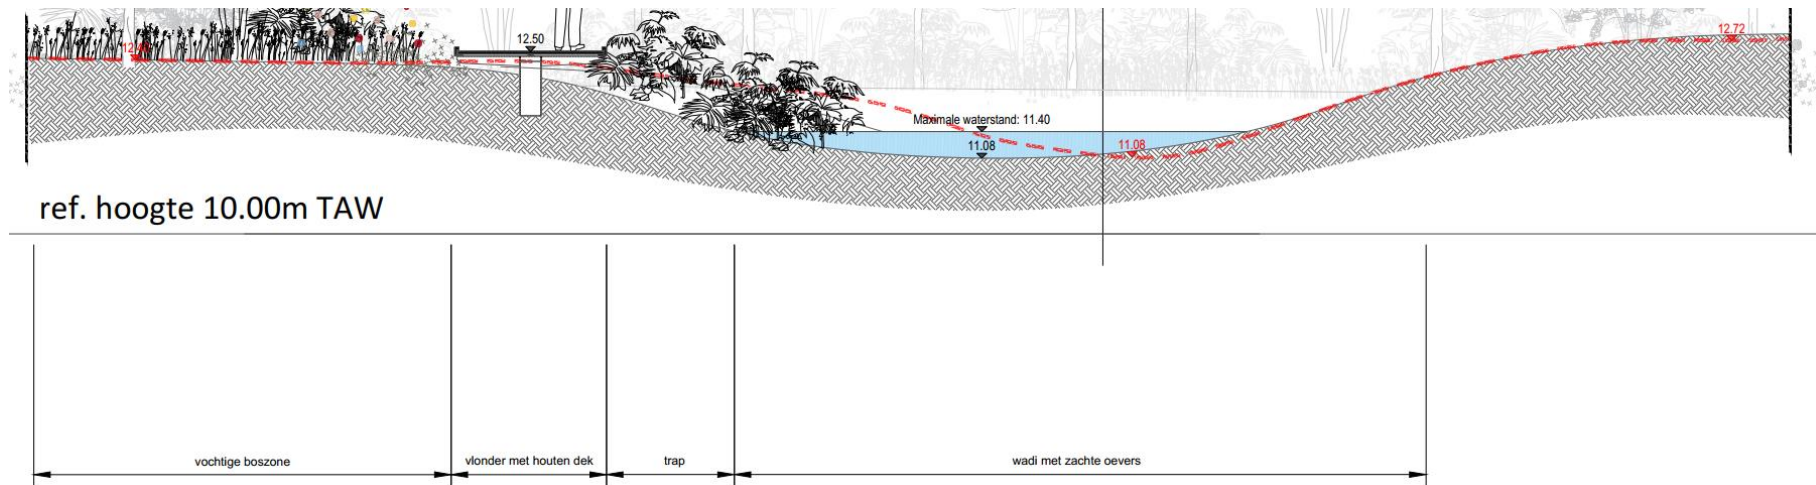 12.50
12.72
Maximale waterstand: 11.40
11.08
11.08
ref. hoogte 10.00m TAW
vochtige boszone
vlonder met houten dek
trap
wadi met zachte oevers